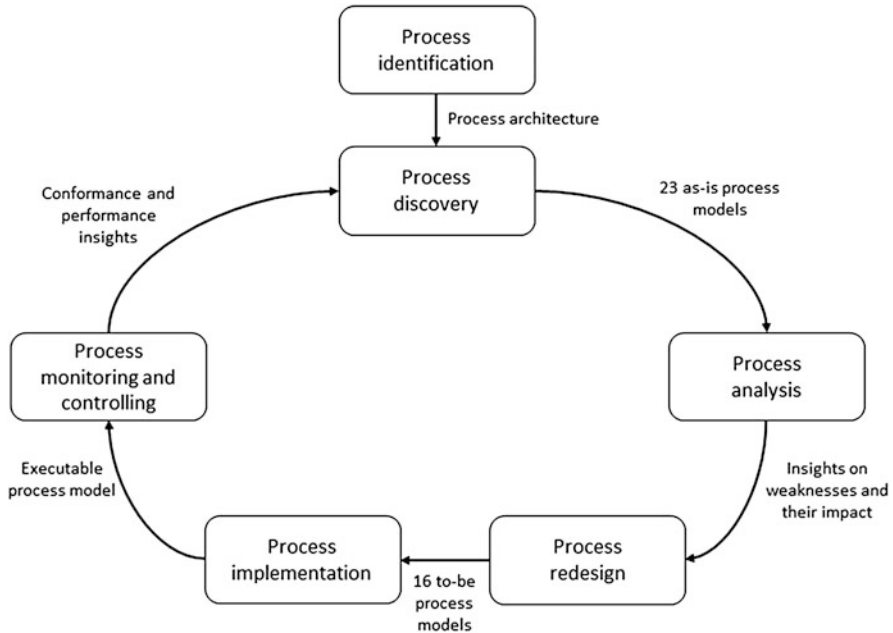 Process
identification
Process architecture
Process
discovery
23 as-is process
models
Process
analysis
Insights on
weaknesses and
their impact
Process
redesign
16 to-be
process
models
Process
implementation
Executable
process model
Process
monitoring and
controlling
Conformance and
performance
insights